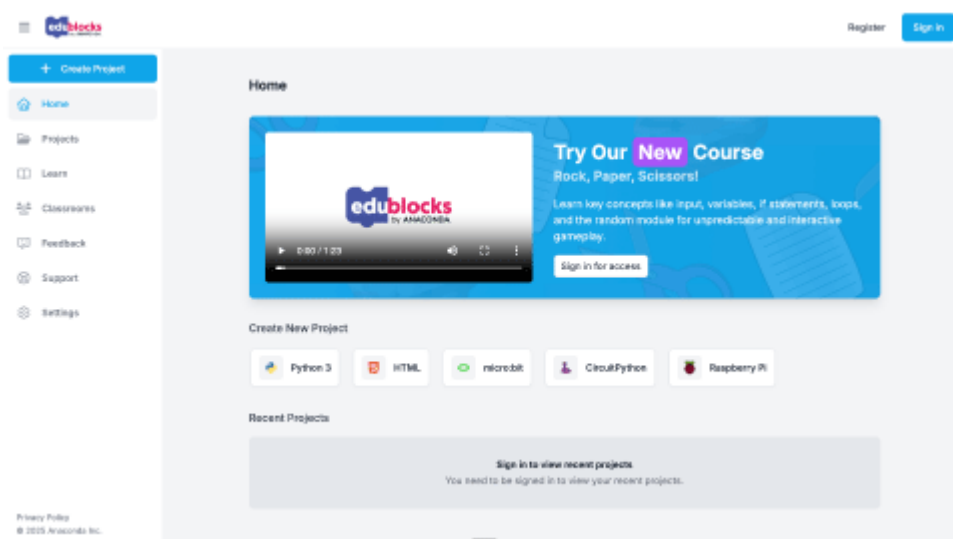 edublocks
by ANACONDA
Register
Sign in
+ Create Project
Home
Projects
Learn
Classrooms
Feedback
Support
Settings
Privacy Policy
© 2025 Anaconda Inc.
Home
edublocks
by ANACONDA
0:00 / 1:23
Try Our New Course
Rock, Paper, Scissors!
Learn key concepts like input, variables, if statements, loops,
and the random module for unpredictable and interactive
gameplay.
Sign in for access
Create New Project
Python 3
HTML
micro:bit
CircuitPython
Raspberry Pi
Recent Projects
Sign in to view recent projects
You need to be signed in to view your recent projects.